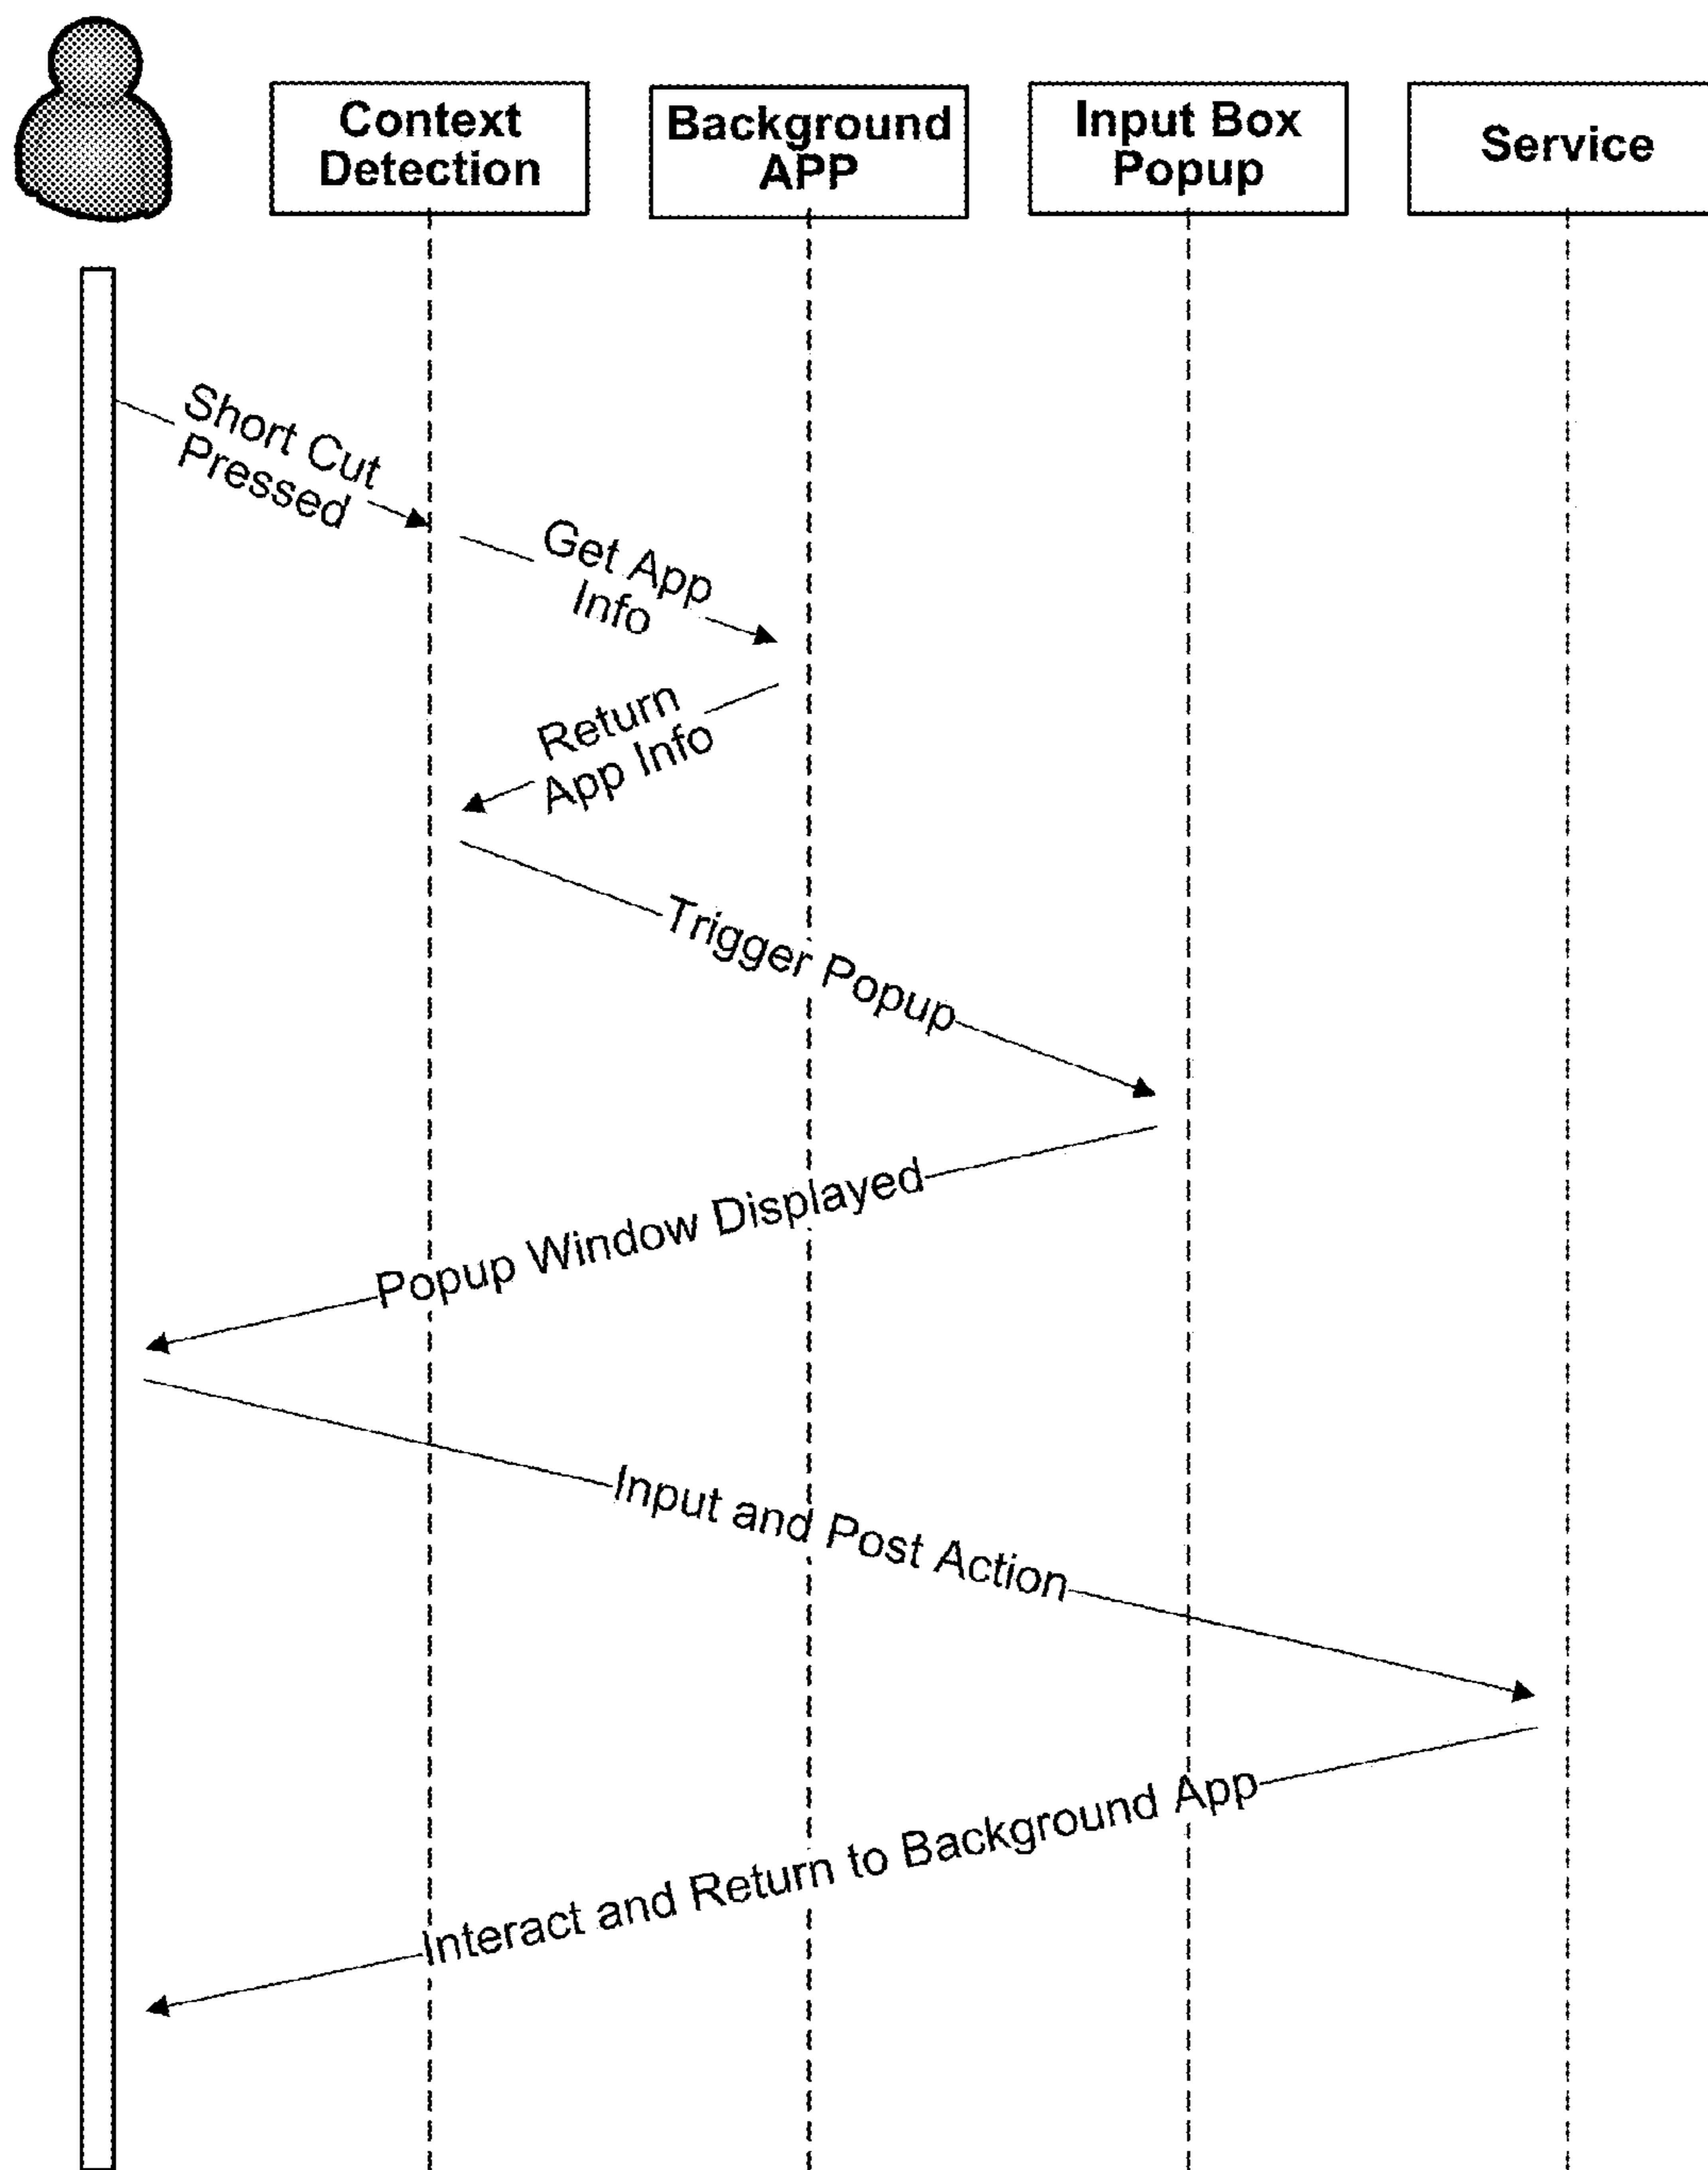 Context
Detection
Background
APP
Input Box
Popup
Service
Short Cut
Pressed
Get App
Info
Return
App Info
Trigger Popup
Popup Window Displayed
Input and Post Action
Interact and Return to Background App